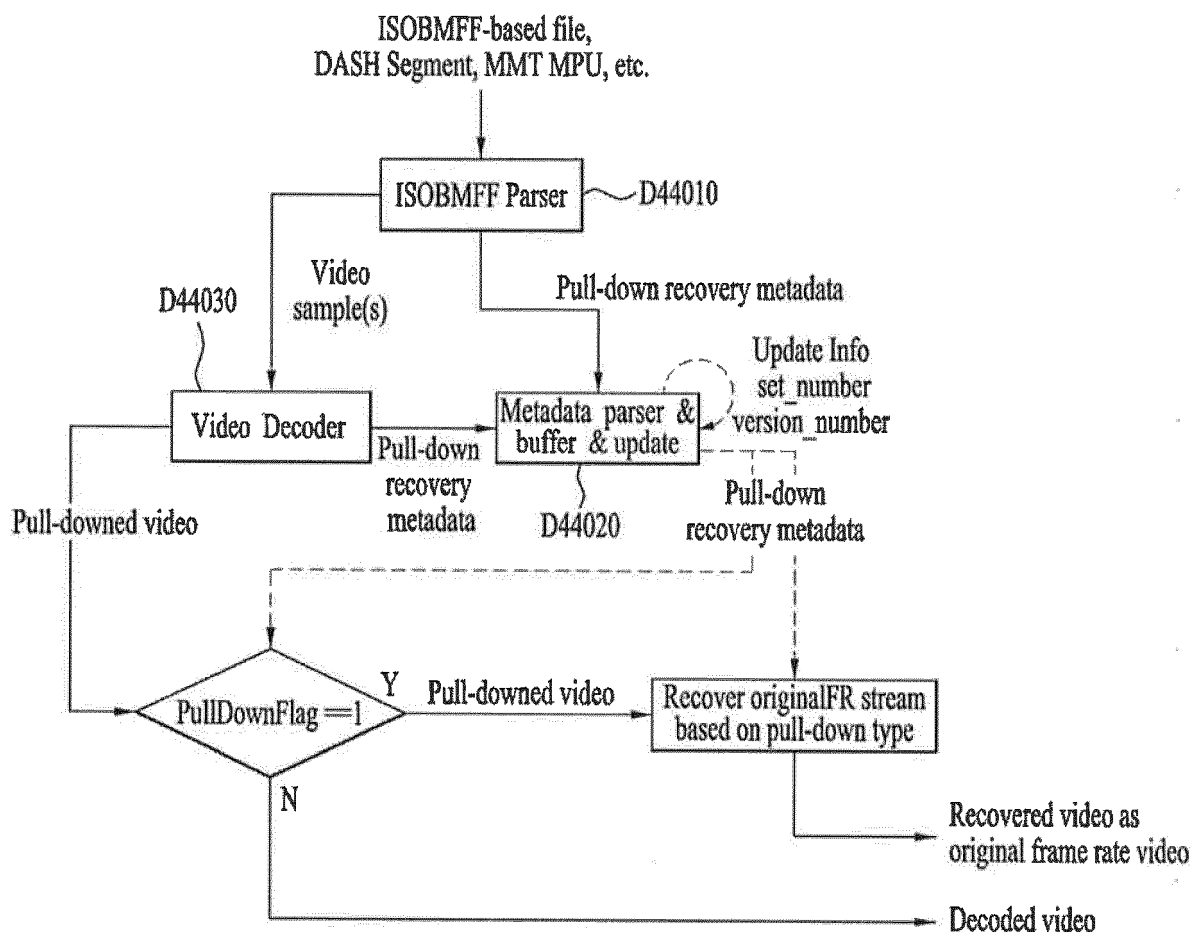 ISOBMFF-based file,
DASH Segment, MMT MPU, etc.
ISOBMFF Parser
D44010
Video
sample(s)
Pull-down recovery metadata
D44030
Update Info
set_number
version_number
Video Decoder
Metadata parser &
buffer & update
Pull-down
recovery
metadata
D44020
Pull-down
recovery metadata
Pull-downed video
PullDownFlag==1
Y
Pull-downed video
Recover originalFR stream
based on pull-down type
N
Recovered video as
original frame rate video
Decoded video